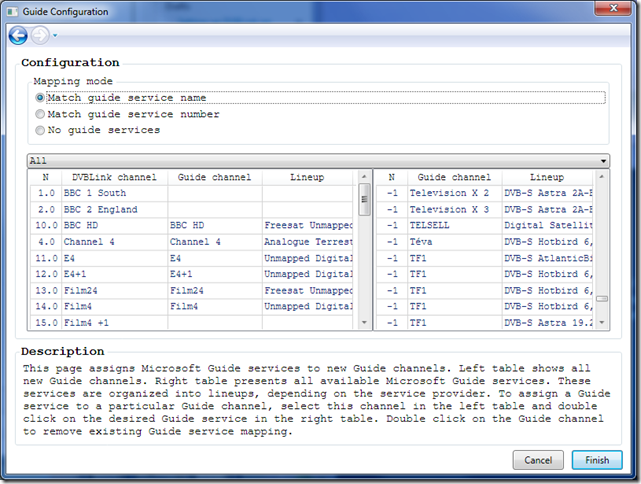 Guide Configuration
Configuration
Mapping mode
Match guide service name
Match guide service number
No guide services
All
N DVBLink channel Guide channel Lineup
1.0 BBC 1 South
2.0 BBC 2 England
10.0 BBC HD BBC HD Freesat Unmapped
4.0 Channel 4 Channel 4 Analogue Terrest
11.0 E4 E4 Unmapped Digital
12.0 E4+1 E4+1 Unmapped Digital
13.0 Film24 Film24 Freesat Unmapped
14.0 Film4 Film4 Unmapped Digital
15.0 Film4 +1
N Guide channel Lineup
-1 Television X 2 DVB-S Astra 2A-
-1 Television X 3 DVB-S Astra 2A-
-1 TELSELL Digital Satellit
-1 Téva DVB-S Hotbird 6,
-1 TF1 DVB-S AtlanticBi
-1 TF1 DVB-S Hotbird 6,
-1 TF1 DVB-S Hotbird 6,
-1 TF1 DVB-S Hotbird 6,
-1 TF1 DVB-S Astra 19.2
Description
This page assigns Microsoft Guide services to new Guide channels. Left table shows all
new Guide channels. Right table presents all available Microsoft Guide services. These
services are organized into lineups, depending on the service provider. To assign a Guide
service to a particular Guide channel, select this channel in the left table and double
click on the desired Guide service in the right table. Double click on the Guide channel
to remove existing Guide service mapping.
Cancel Finish